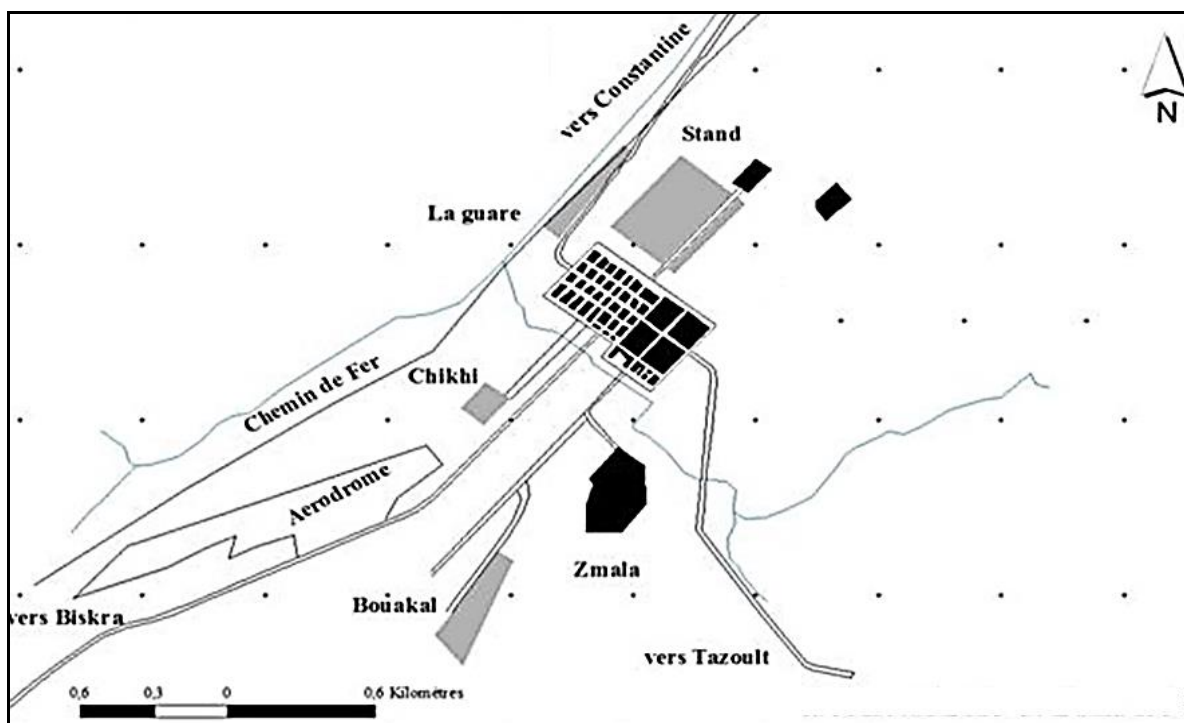 vers Constantine
Stand
N
La guare
Chemin de Fer
Chikhi
Aerodrome
Zmala
Bouakal
vers Biskra
vers Tazoult
0,6 0,3 0 0,6 Kilomètres